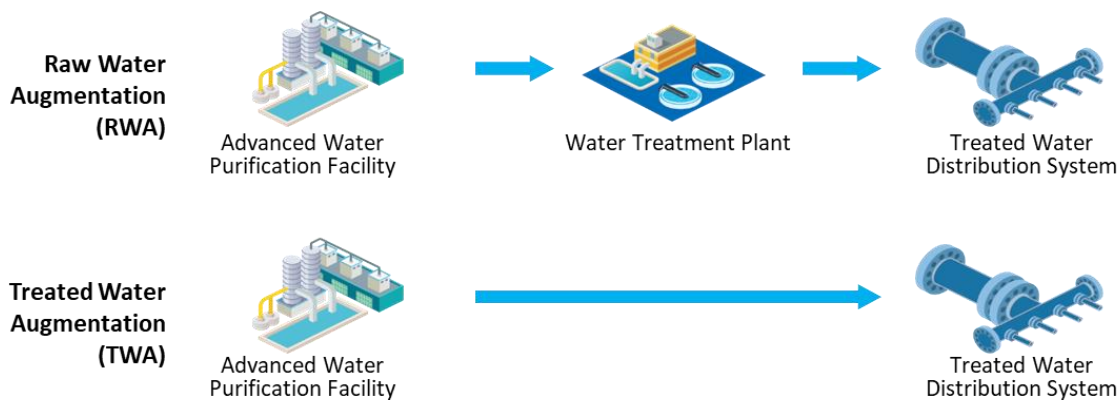 Raw Water
Augmentation
(RWA)
Advanced Water
Purification Facility
Water Treatment Plant
Treated Water
Distribution System
Treated Water
Augmentation
(TWA)
Advanced Water
Purification Facility
Treated Water
Distribution System